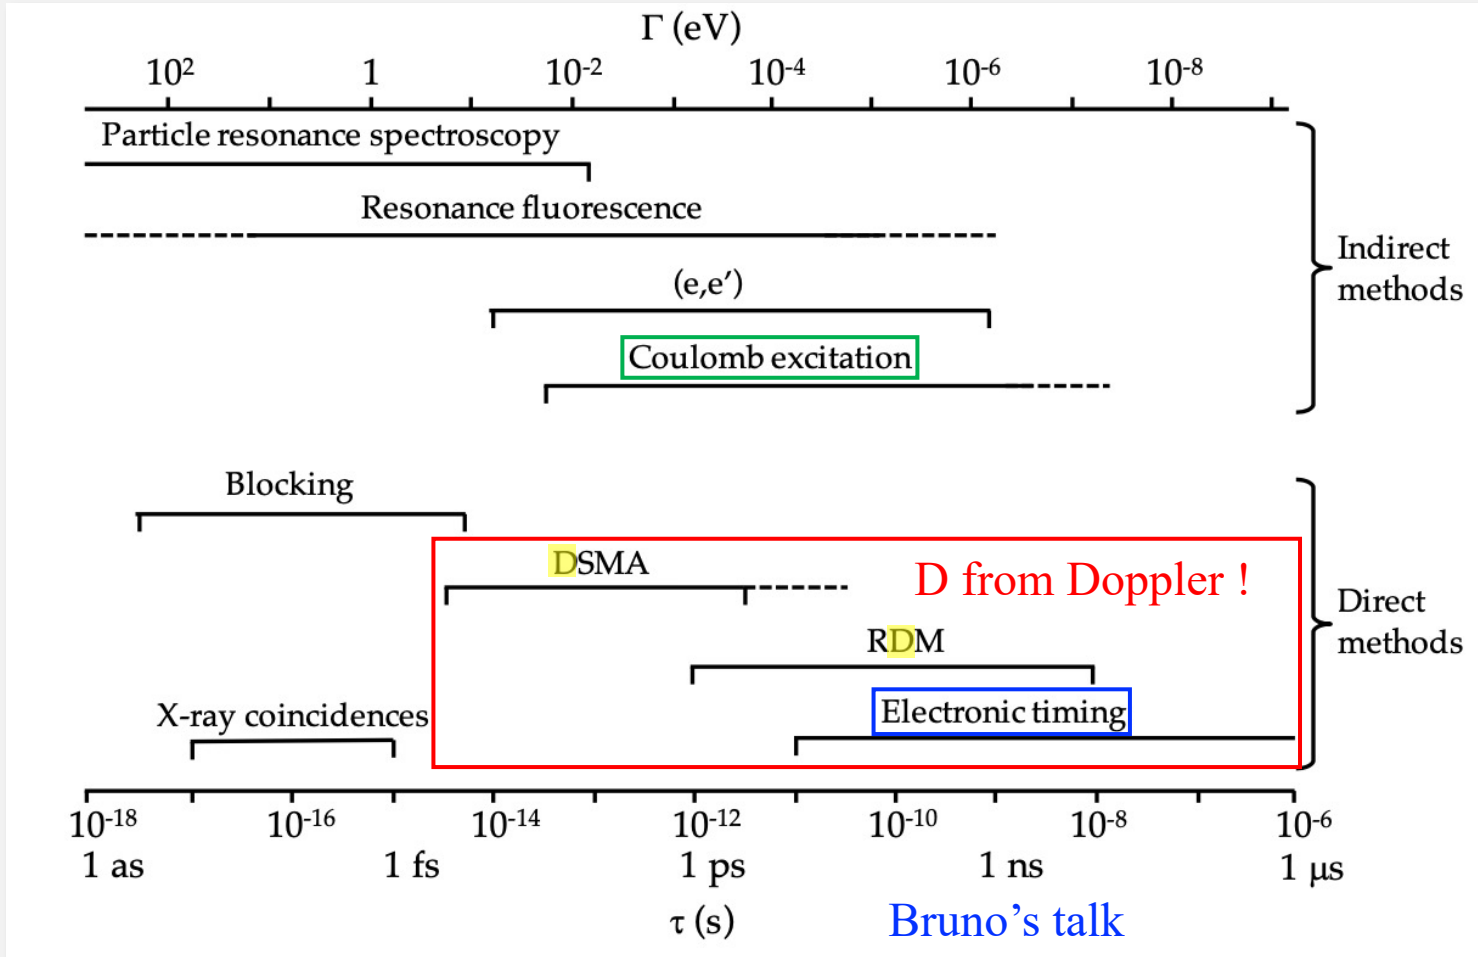 Γ (eV)
10² 1 10⁻² 10⁻⁴ 10⁻⁶ 10⁻⁸
Particle resonance spectroscopy
Resonance fluorescence
(e,e′)
Coulomb excitation
Indirect
methods
Blocking
DSMA
D from Doppler !
RDM
Direct
methods
X-ray coincidences
Electronic timing
10⁻¹⁸ 10⁻¹⁶ 10⁻¹⁴ 10⁻¹² 10⁻¹⁰ 10⁻⁸ 10⁻⁶
1 as 1 fs 1 ps 1 ns 1 μs
τ (s)
Bruno’s talk